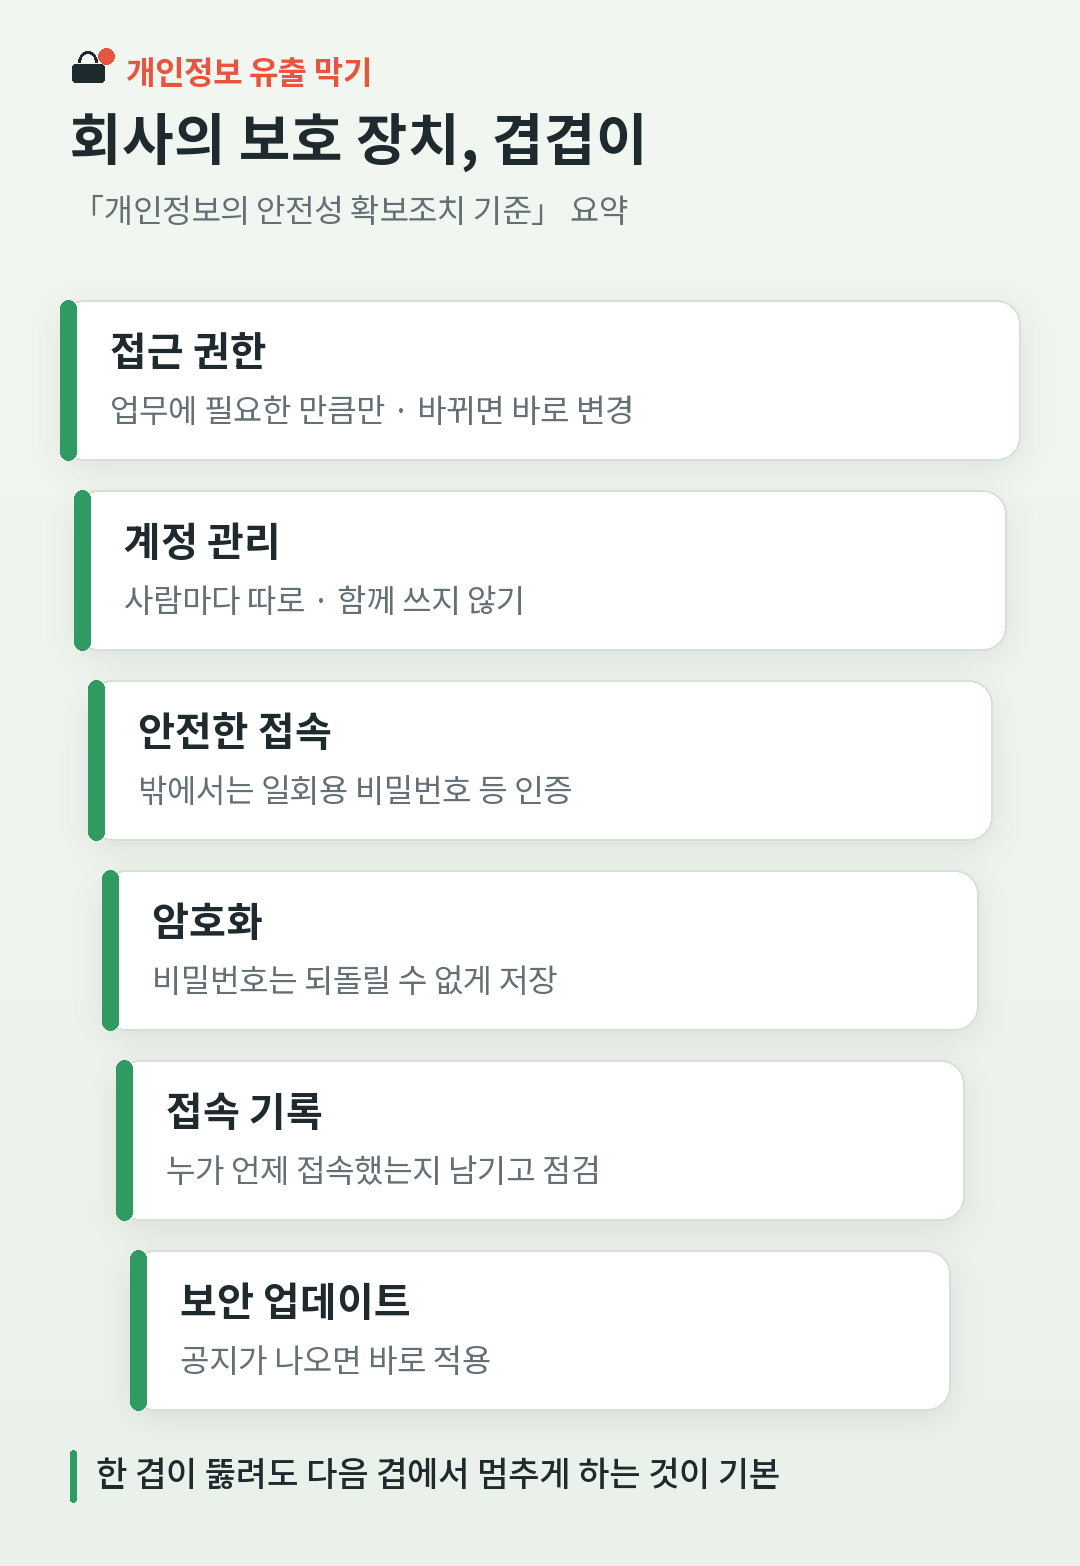 개인정보 유출 막기
회사의 보호 장치, 겹겹이
「개인정보의 안전성 확보조치 기준」 요약
접근 권한
업무에 필요한 만큼만 · 바뀌면 바로 변경
계정 관리
사람마다 따로 · 함께 쓰지 않기
안전한 접속
밖에서는 일회용 비밀번호 등 인증
암호화
비밀번호는 되돌릴 수 없게 저장
접속 기록
누가 언제 접속했는지 남기고 점검
보안 업데이트
공지가 나오면 바로 적용
한 겹이 뚫려도 다음 겹에서 멈추게 하는 것이 기본